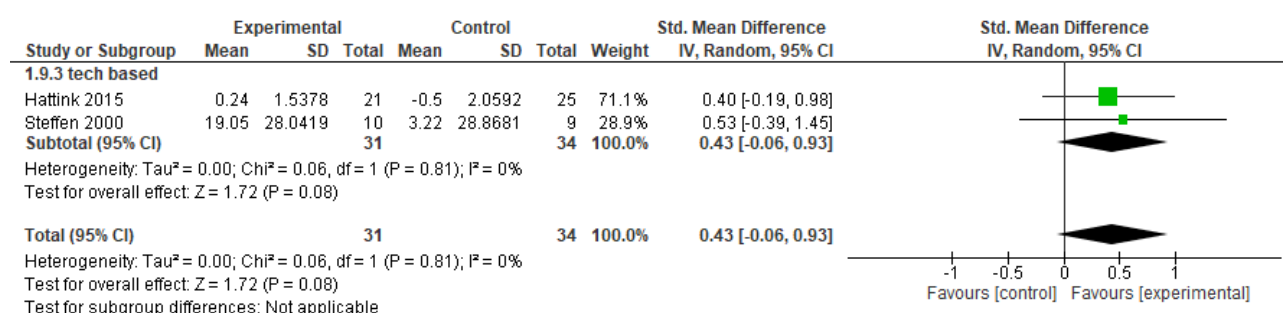 Experimental Control Std. Mean Difference Std. Mean Difference
Study or Subgroup Mean SD Total Mean SD Total Weight IV, Random, 95% CI IV, Random, 95% CI
1.9.3 tech based
Hattink 2015 0.24 1.5378 21 -0.5 2.0592 25 71.1% 0.40 [-0.19, 0.98]
Steffen 2000 19.05 28.0419 10 3.22 28.8681 9 28.9% 0.53 [-0.39, 1.45]
Subtotal (95% CI) 31 34 100.0% 0.43 [-0.06, 0.93]
Heterogeneity: Tau² = 0.00; Chi² = 0.06, df = 1 (P = 0.81); I² = 0%
Test for overall effect: Z = 1.72 (P = 0.08)
Total (95% CI) 31 34 100.0% 0.43 [-0.06, 0.93]
Heterogeneity: Tau² = 0.00; Chi² = 0.06, df = 1 (P = 0.81); I² = 0%
Test for overall effect: Z = 1.72 (P = 0.08)
Test for subgroup differences: Not applicable
-1 -0.5 0 0.5 1
Favours [control] Favours [experimental]